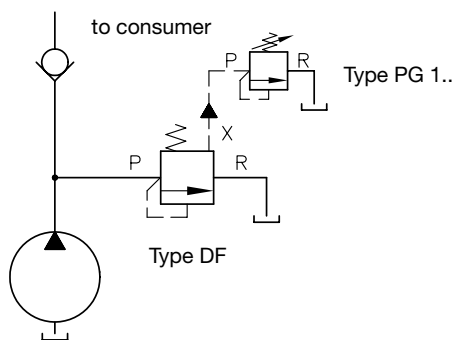 to consumer
P R
Type PG 1..
X
P R
Type DF